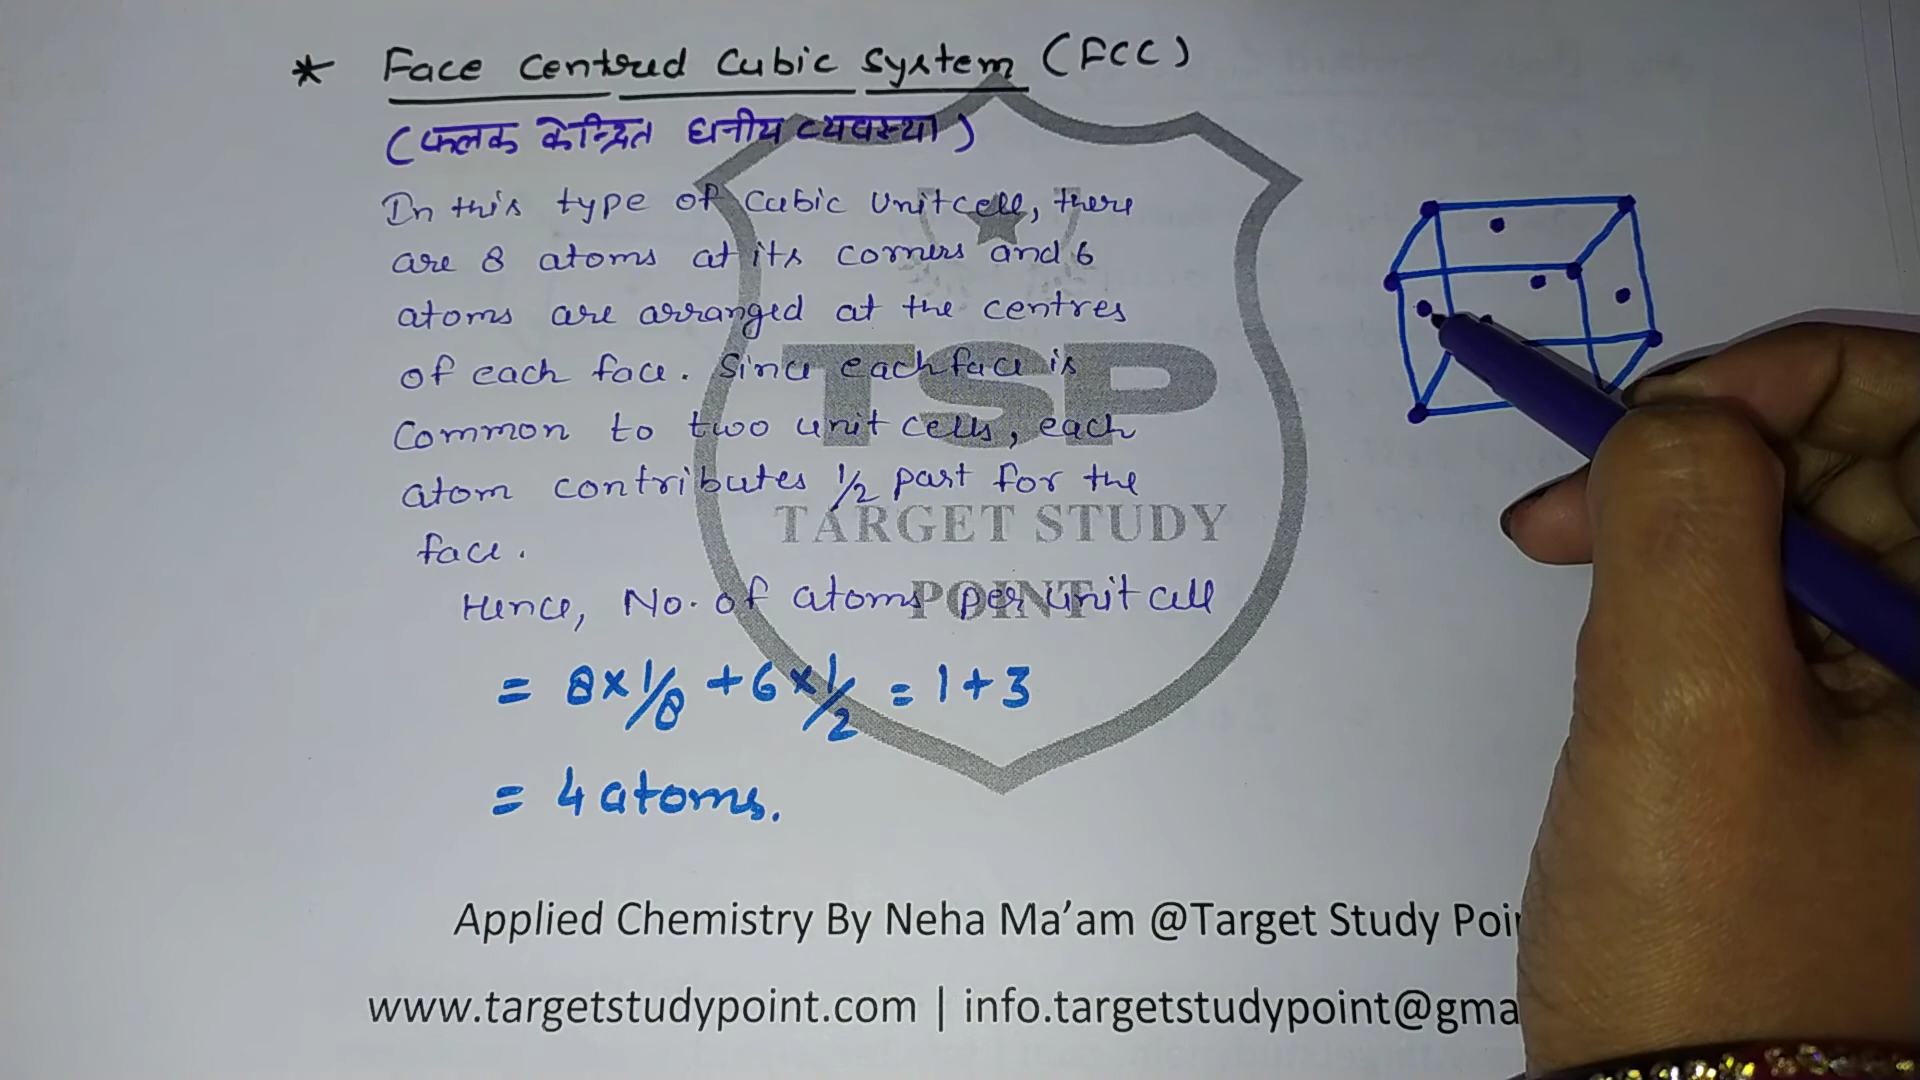 * Face Centred Cubic System (FCC)
(फलक केन्द्रित घनीय व्यवस्था)
In this type of Cubic Unitcell, there
are 8 atoms at its corners and 6
atoms are arranged at the centres
of each face. Since each face is
Common to two unit cells, each
atom contributes 1/2 part for the
face.
Hence, No. of atoms per unit cell
= 8×1/8 + 6×1/2 = 1+3
= 4 atoms.
TSP
TARGET STUDY
POINT
Applied Chemistry By Neha Ma'am @Target Study Poi
www.targetstudypoint.com | info.targetstudypoint@gma